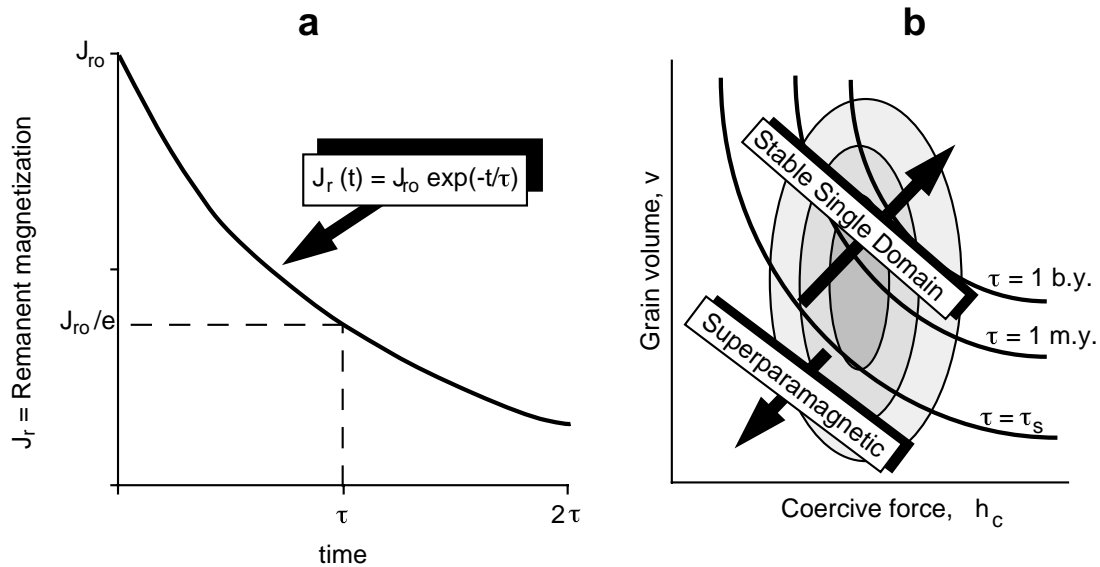 a
J_ro
J_r (t) = J_ro exp(-t/τ)
J_ro /e
J_r = Remanent magnetization
τ
2τ
time
b
Stable Single Domain
Superparamagnetic
τ = 1 b.y.
τ = 1 m.y.
τ = τ_s
Grain volume, v
Coercive force, h_c